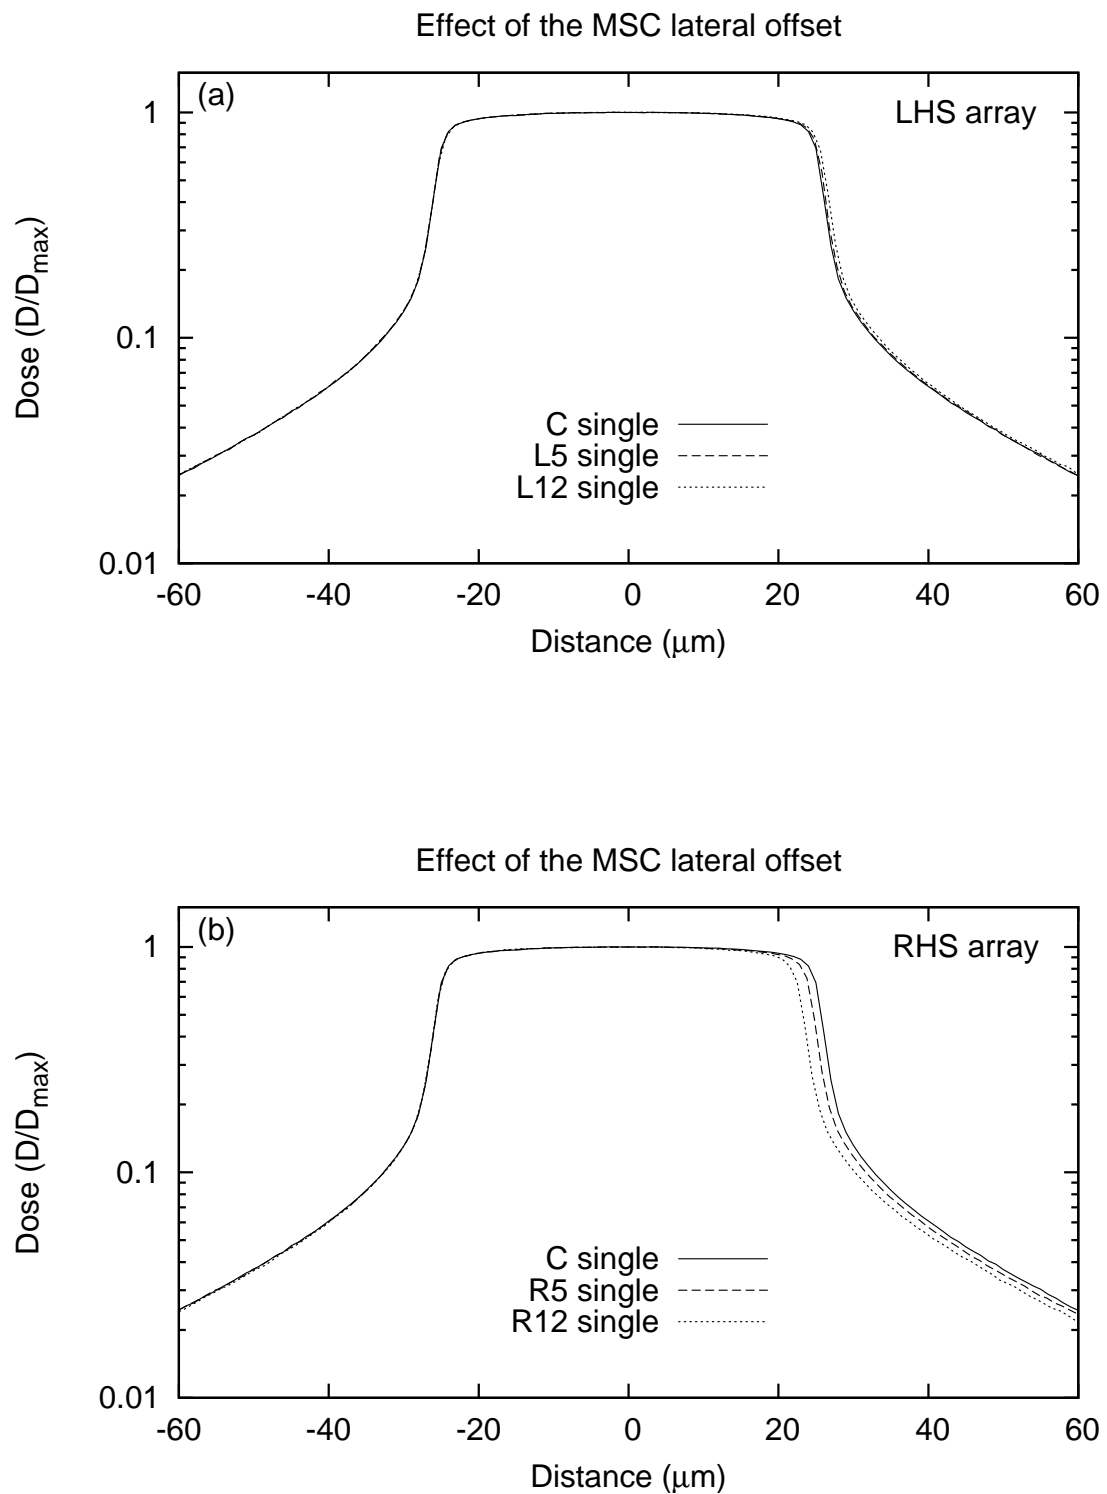 Effect of the MSC lateral offset
(a)
LHS array
1
0.1
0.01
Dose (D/Dmax)
C single
L5 single
L12 single
-60 -40 -20 0 20 40 60
Distance (μm)
Effect of the MSC lateral offset
(b)
RHS array
1
0.1
0.01
Dose (D/Dmax)
C single
R5 single
R12 single
-60 -40 -20 0 20 40 60
Distance (μm)